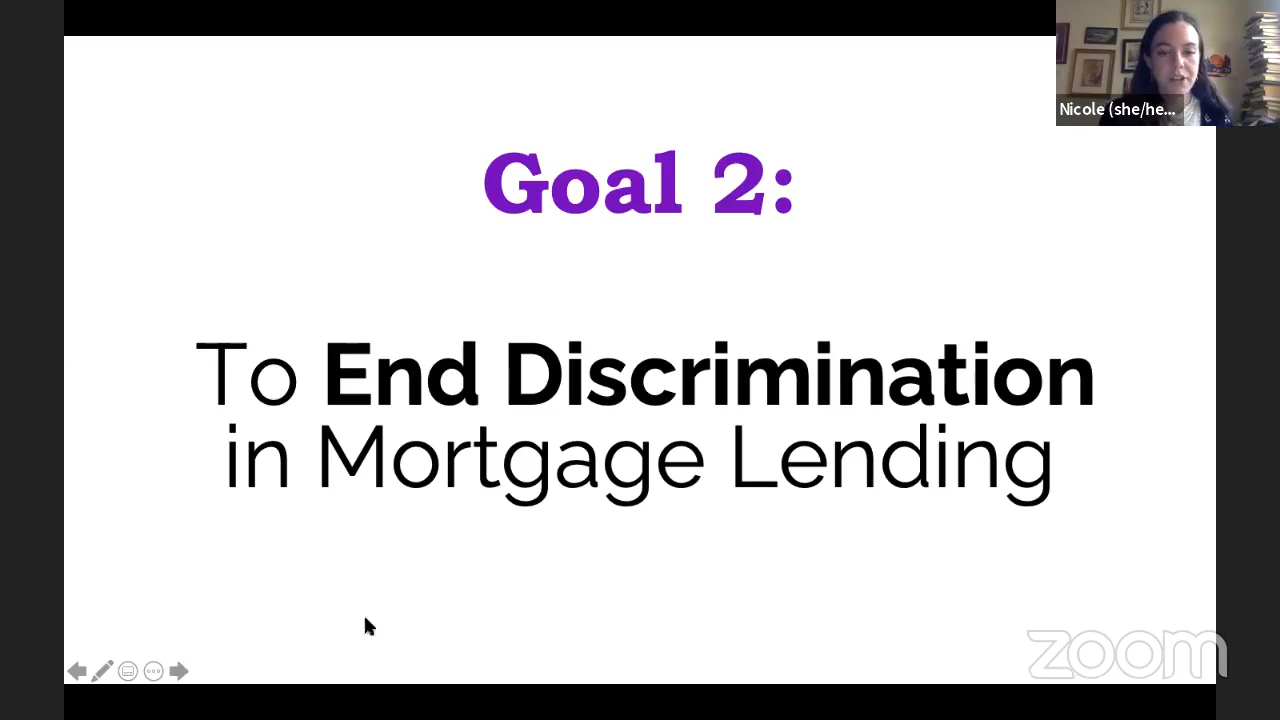 Nicole (she/he...
Goal 2:
To End Discrimination
in Mortgage Lending
zoom